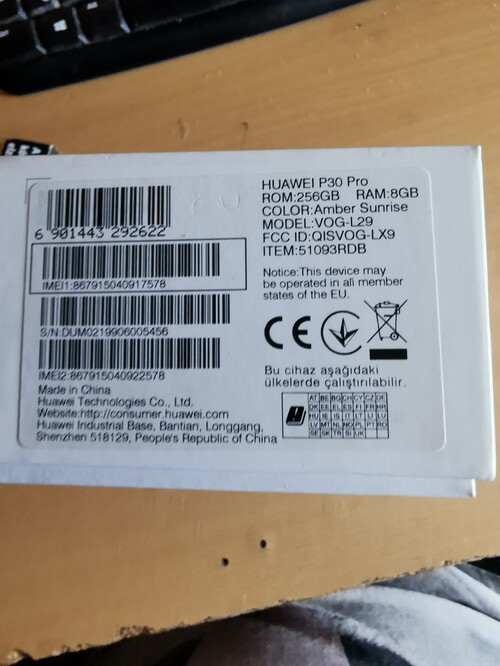 HUAWEI P30 Pro
ROM:256GB RAM:8GB
COLOR:Amber Sunrise
MODEL:VOG-L29
FCC ID:QISVOG-LX9
ITEM:51093RDB
6 901443 292622
IMEI1:867915040917578
S/N:DUM0219906005456
IMEI2:867915040922578
Notice:This device may
be operated in all member
states of the EU.
CE
Bu cihaz aşağıdaki
ülkelerde çalıştırılabilir.
Made in China
Huawei Technologies Co., Ltd.
Website:http://consumer.huawei.com
Huawei Industrial Base, Bantian, Longgang,
Shenzhen 518129, People's Republic of China
AT BE BG CH CY CZ DE
DK EE EL ES FI FR HR
HU IE IS IT LT LI LU
LV MT NL NO PL PT RO
SE SK TR SI UK